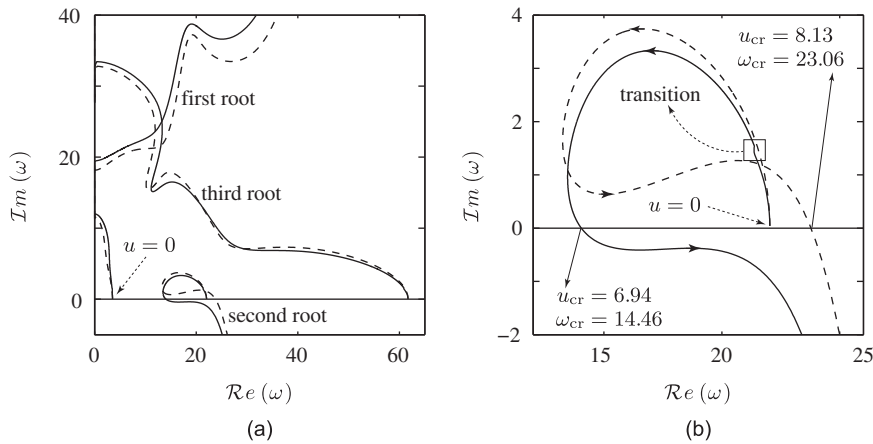 40
20
0
0
20
40
60
ℐm (ω)
ℛe (ω)
first root
third root
u = 0
second root
(a)
4
2
0
−2
15
20
25
ℐm (ω)
ℛe (ω)
u_cr = 8.13
ω_cr = 23.06
transition
u = 0
u_cr = 6.94
ω_cr = 14.46
(b)